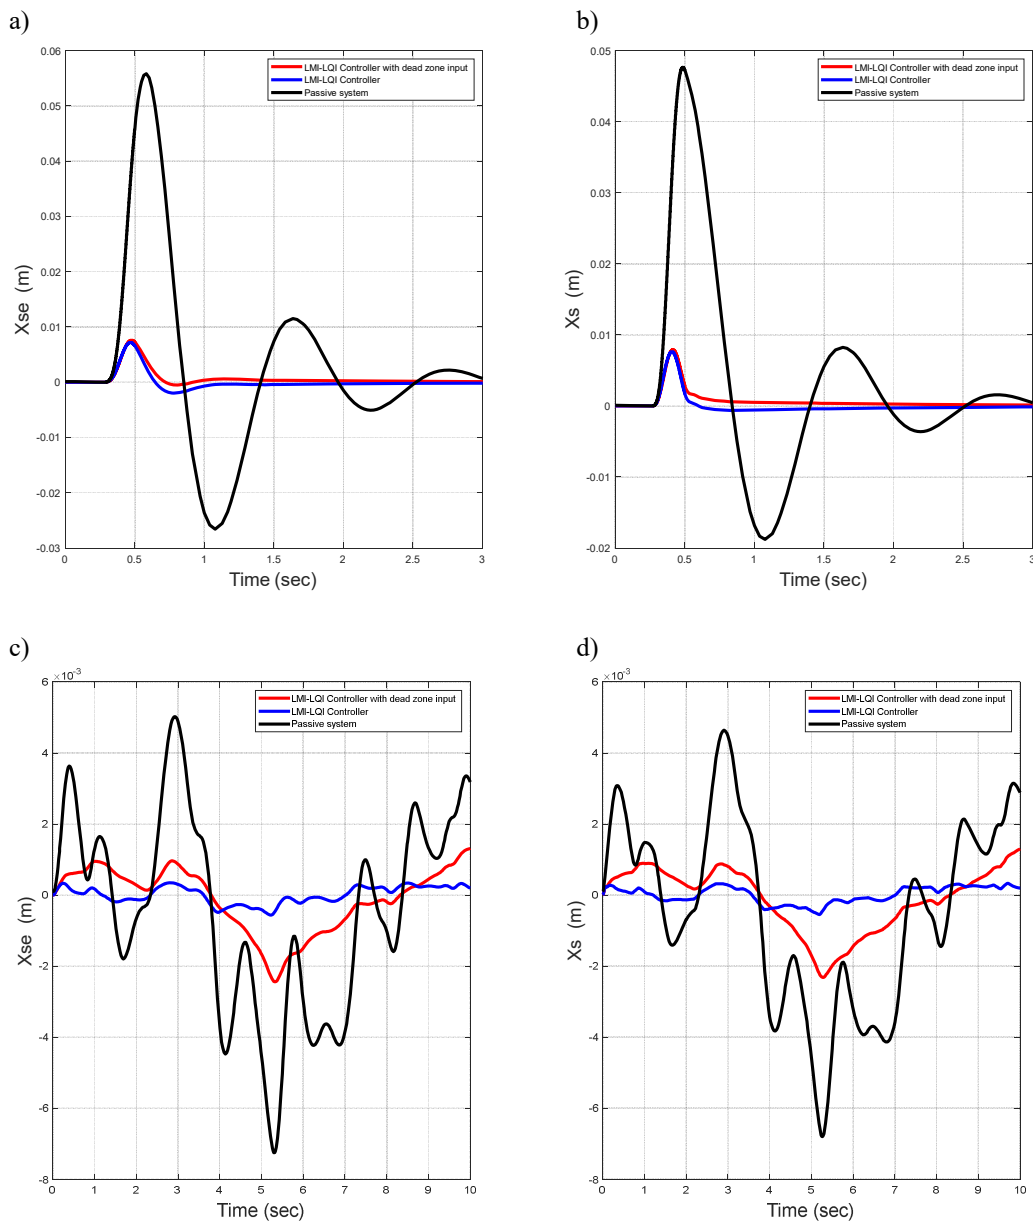 a)
0.06
0.05
0.04
0.03
0.02
0.01
0
-0.01
-0.02
-0.03
Xse (m)
LMI-LQI Controller with dead zone input
LMI-LQI Controller
Passive system
0 0.5 1 1.5 2 2.5 3
Time (sec)
b)
0.05
0.04
0.03
0.02
0.01
0
-0.01
-0.02
Xs (m)
LMI-LQI Controller with dead zone input
LMI-LQI Controller
Passive system
0 0.5 1 1.5 2 2.5 3
Time (sec)
c)
×10-3
6
4
2
0
-2
-4
-6
-8
Xse (m)
LMI-LQI Controller with dead zone input
LMI-LQI Controller
Passive system
0 1 2 3 4 5 6 7 8 9 10
Time (sec)
d)
×10-3
6
4
2
0
-2
-4
-6
-8
Xs (m)
LMI-LQI Controller with dead zone input
LMI-LQI Controller
Passive system
0 1 2 3 4 5 6 7 8 9 10
Time (sec)